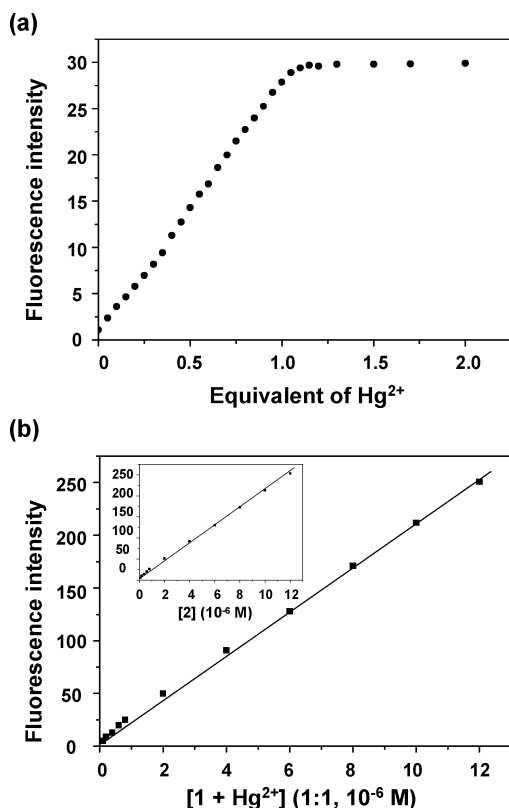 (a)
Fluorescence intensity
35
30
25
20
15
10
5
0
0
0.5
1.0
1.5
2.0
Equivalent of Hg²⁺
(b)
Fluorescence intensity
250
200
150
100
50
0
250
200
150
100
50
0
0 2 4 6 8 10 12
[2] (10⁻⁶ M)
0 2 4 6 8 10 12
[1 + Hg²⁺] (1:1, 10⁻⁶ M)